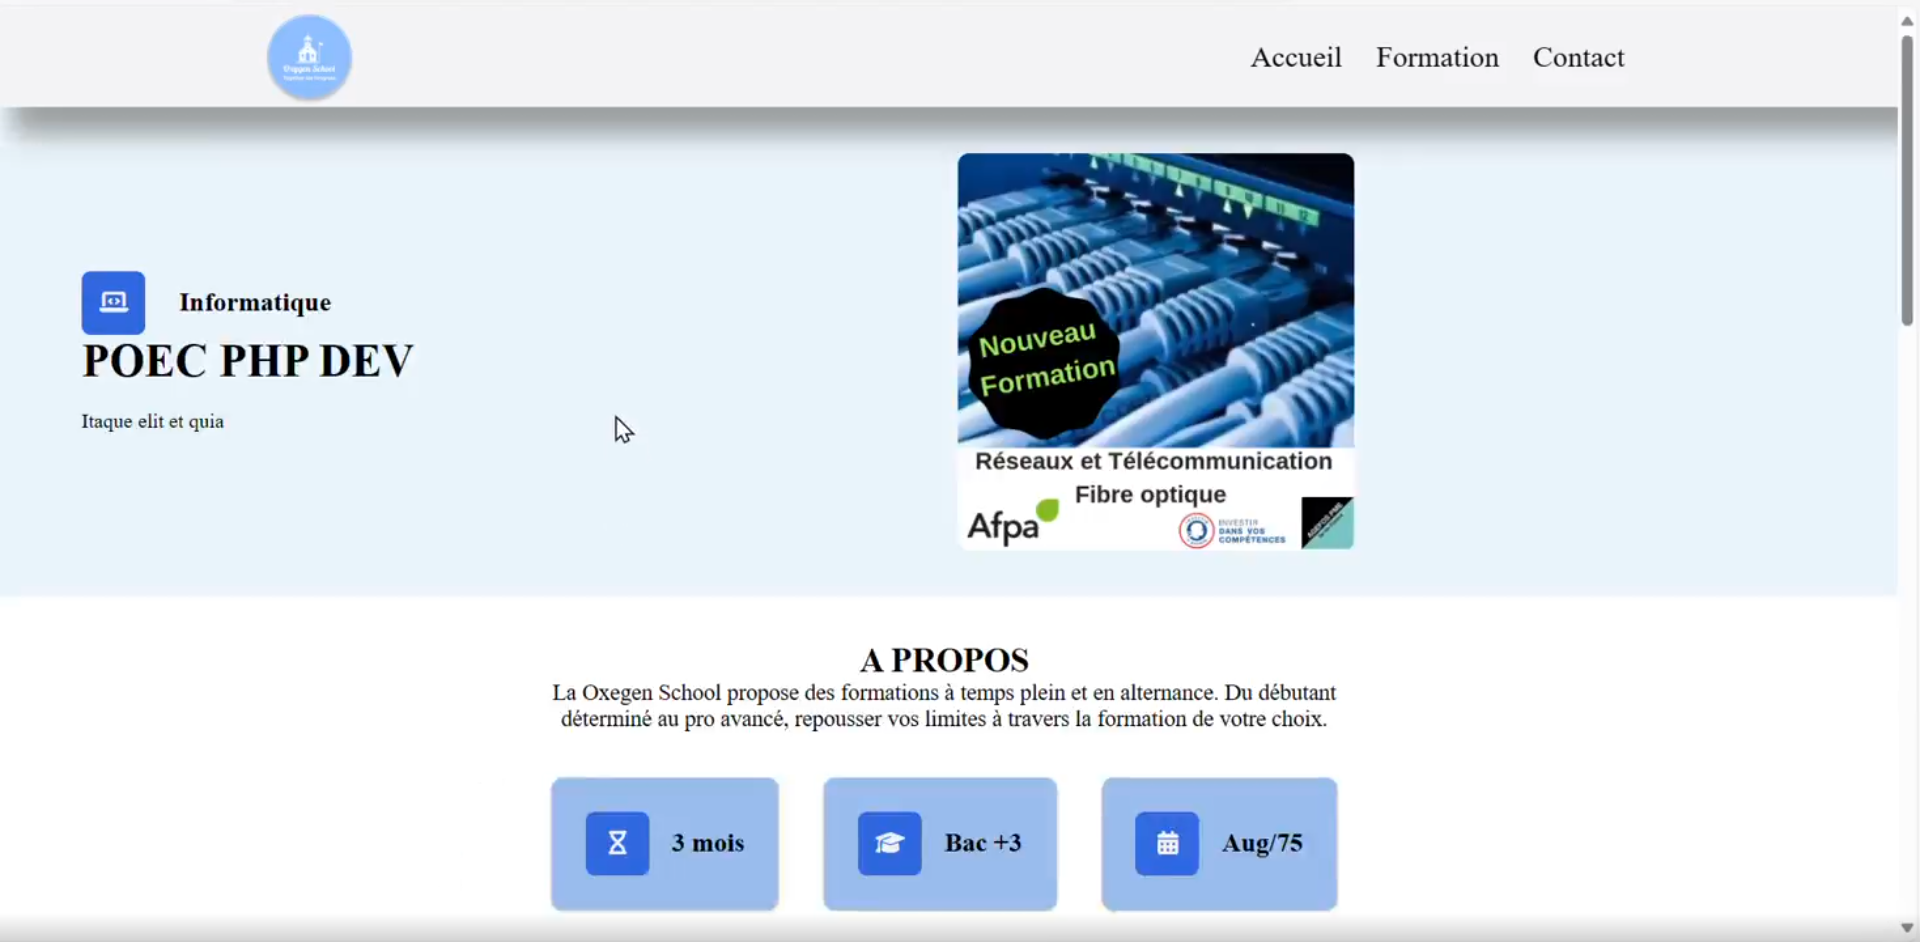 Oxygen School
Accueil Formation Contact
Informatique
POEC PHP DEV
Itaque elit et quia
Nouveau
Formation
Réseaux et Télécommunication
Fibre optique
Afpa
INVESTIR
DANS VOS
COMPÉTENCES
A PROPOS
La Oxegen School propose des formations à temps plein et en alternance. Du débutant
déterminé au pro avancé, repousser vos limites à travers la formation de votre choix.
3 mois
Bac +3
Aug/75